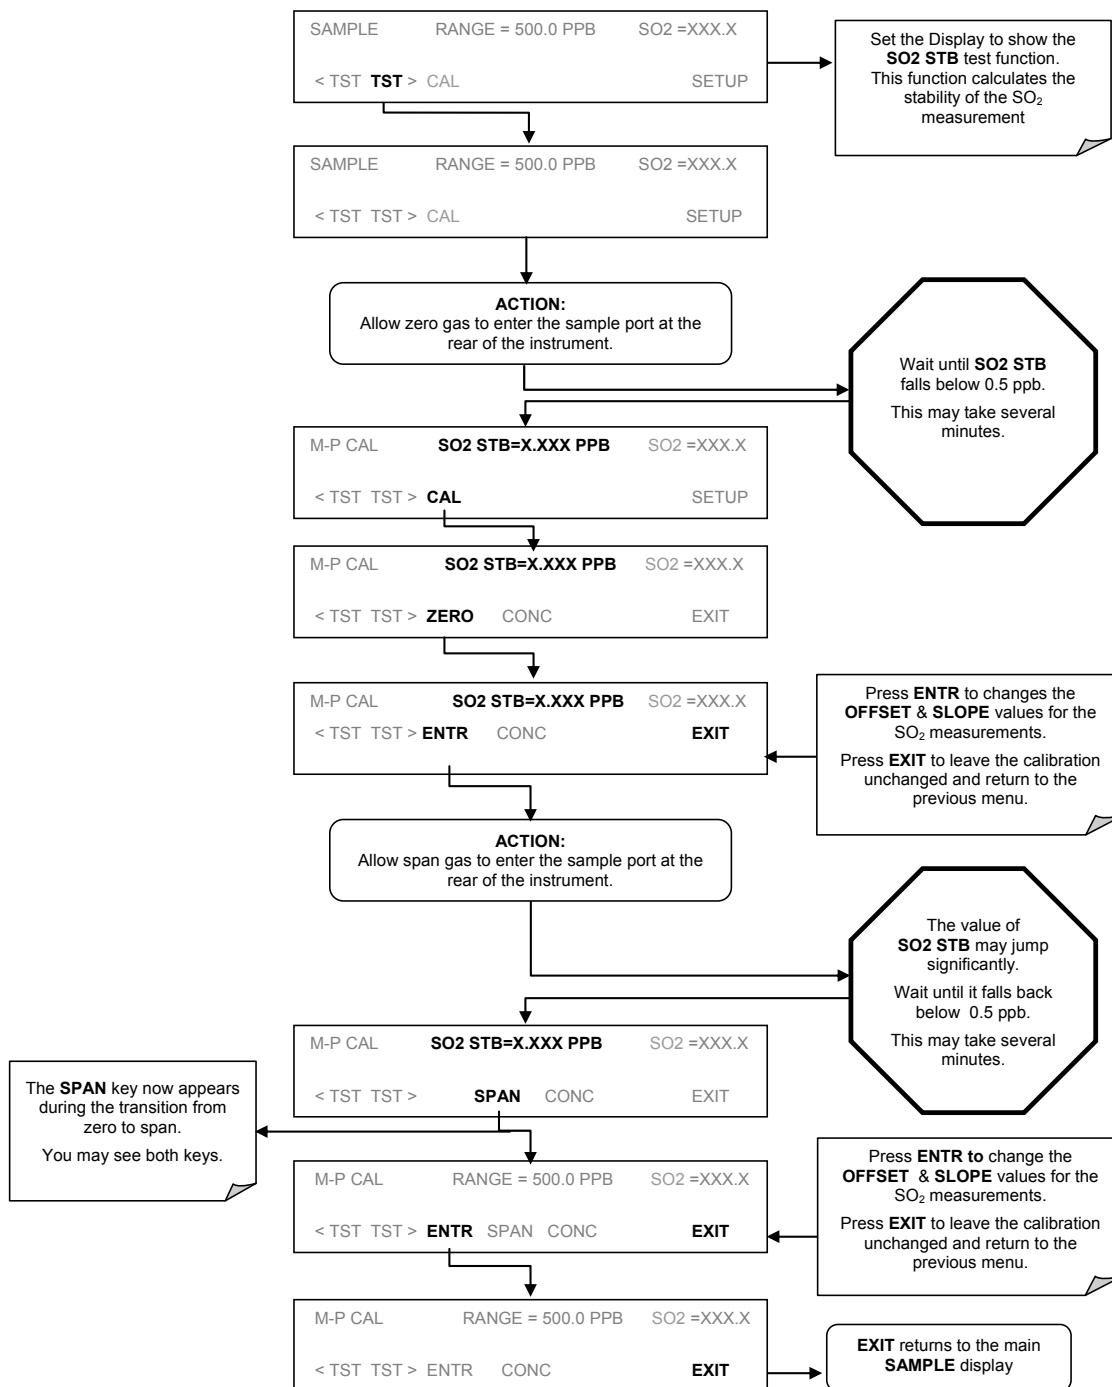 SAMPLE RANGE = 500.0 PPB SO2 =XXX.X
< TST TST > CAL SETUP
Set the Display to show the
SO2 STB test function.
This function calculates the
stability of the SO2
measurement
SAMPLE RANGE = 500.0 PPB SO2 =XXX.X
< TST TST > CAL SETUP
ACTION:
Allow zero gas to enter the sample port at the
rear of the instrument.
Wait until SO2 STB
falls below 0.5 ppb.
This may take several
minutes.
M-P CAL SO2 STB=X.XXX PPB SO2 =XXX.X
< TST TST > CAL SETUP
M-P CAL SO2 STB=X.XXX PPB SO2 =XXX.X
< TST TST > ZERO CONC EXIT
M-P CAL SO2 STB=X.XXX PPB SO2 =XXX.X
< TST TST > ENTR CONC EXIT
Press ENTR to changes the
OFFSET & SLOPE values for the
SO2 measurements.
Press EXIT to leave the calibration
unchanged and return to the
previous menu.
ACTION:
Allow span gas to enter the sample port at the
rear of the instrument.
The value of
SO2 STB may jump
significantly.
Wait until it falls back
below 0.5 ppb.
This may take several
minutes.
M-P CAL SO2 STB=X.XXX PPB SO2 =XXX.X
< TST TST > SPAN CONC EXIT
The SPAN key now appears
during the transition from
zero to span.
You may see both keys.
M-P CAL RANGE = 500.0 PPB SO2 =XXX.X
< TST TST > ENTR SPAN CONC EXIT
Press ENTR to change the
OFFSET & SLOPE values for the
SO2 measurements.
Press EXIT to leave the calibration
unchanged and return to the
previous menu.
M-P CAL RANGE = 500.0 PPB SO2 =XXX.X
< TST TST > ENTR CONC EXIT
EXIT returns to the main
SAMPLE display